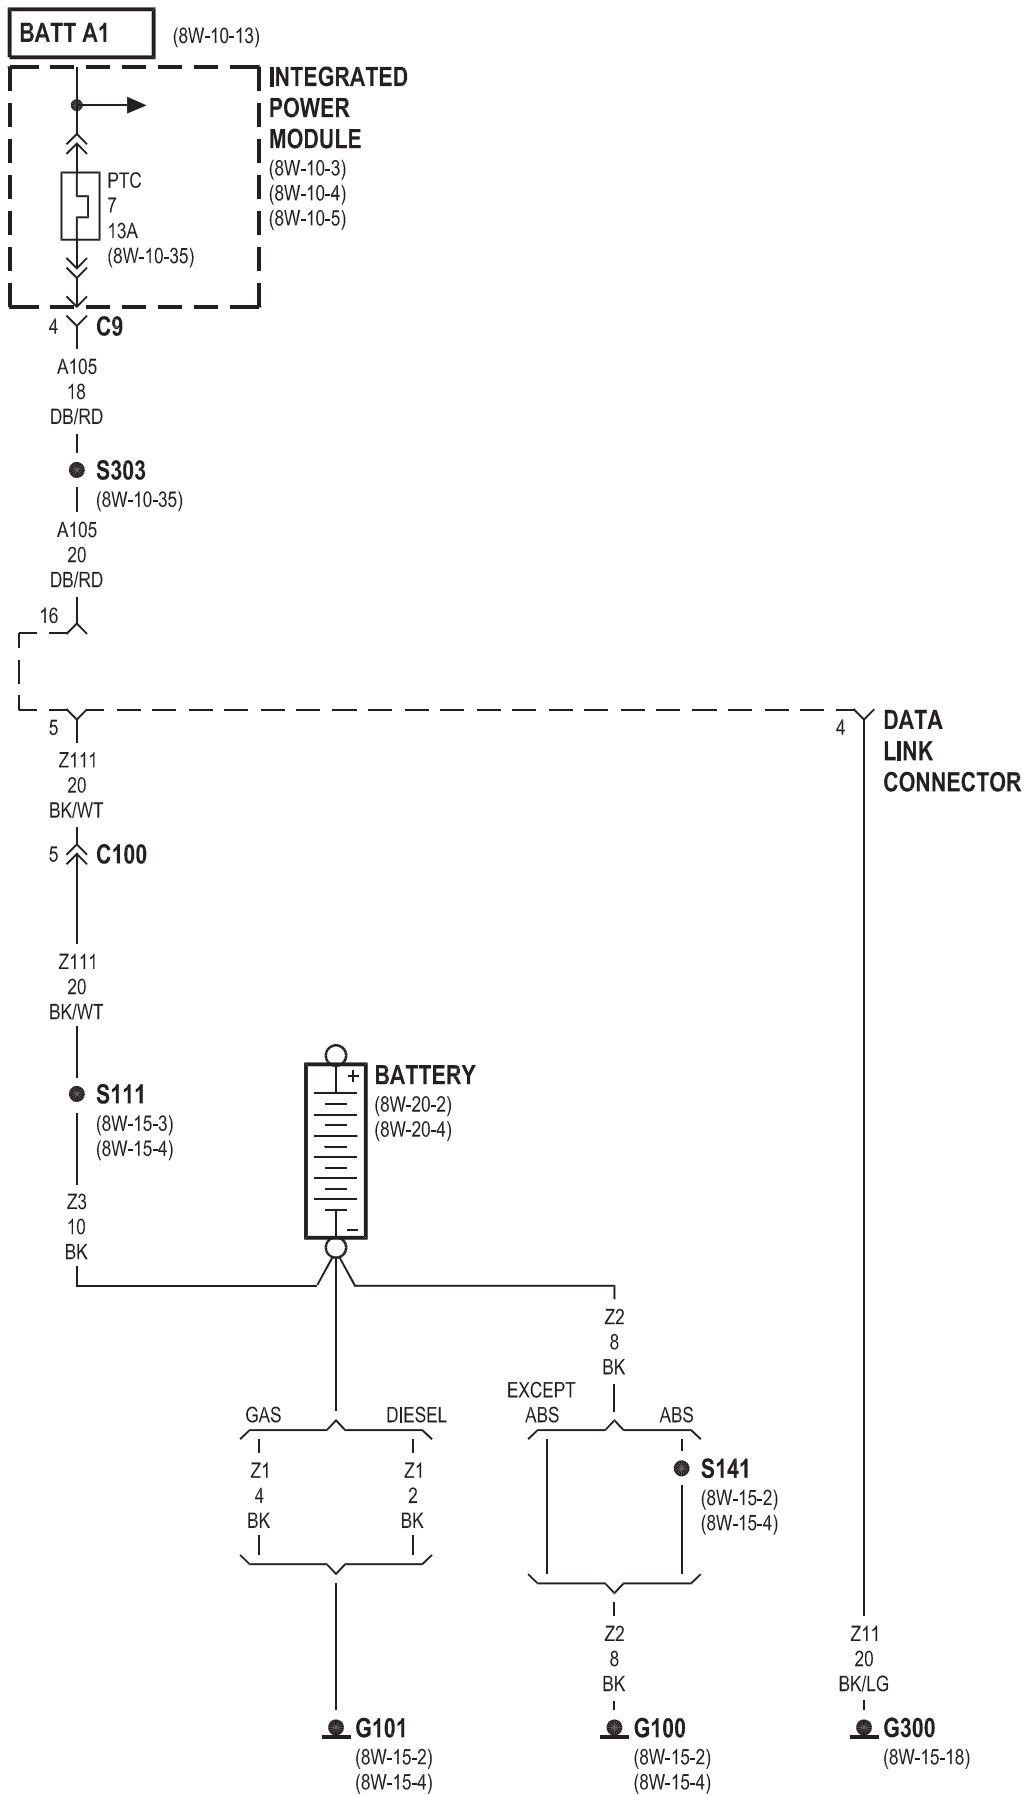 BATT A1
(8W-10-13)
INTEGRATED
POWER
MODULE
(8W-10-3)
(8W-10-4)
(8W-10-5)
PTC
7
13A
(8W-10-35)
4
C9
A105
18
DB/RD
S303
(8W-10-35)
A105
20
DB/RD
16
5
4
DATA
LINK
CONNECTOR
Z111
20
BK/WT
5
C100
Z111
20
BK/WT
S111
(8W-15-3)
(8W-15-4)
Z3
10
BK
+
BATTERY
(8W-20-2)
(8W-20-4)
–
Z2
8
BK
GAS
DIESEL
EXCEPT
ABS
ABS
Z1
4
BK
Z1
2
BK
S141
(8W-15-2)
(8W-15-4)
Z2
8
BK
Z11
20
BK/LG
G101
(8W-15-2)
(8W-15-4)
G100
(8W-15-2)
(8W-15-4)
G300
(8W-15-18)